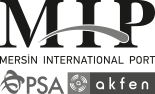 MIP
MERSİN INTERNATIONAL PORT
PSA akfen